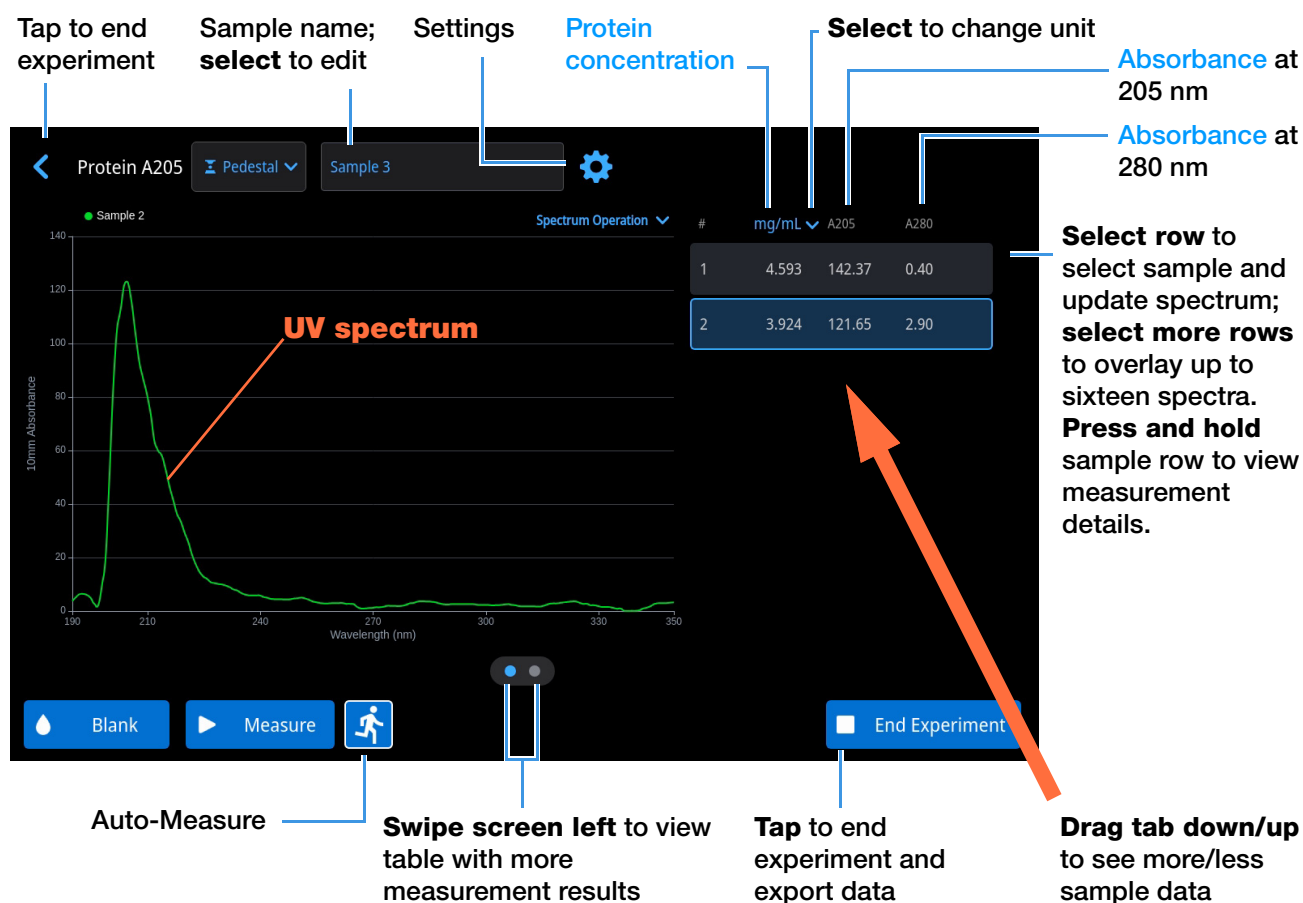 Tap to end
experiment
Sample name;
select to edit
Settings
Protein
concentration
Select to change unit
Absorbance at
205 nm
Absorbance at
280 nm
Protein A205
Pedestal
Sample 3
Sample 2
Spectrum Operation
# mg/mL A205 A280
1 4.593 142.37 0.40
2 3.924 121.65 2.90
Select row to
select sample and
update spectrum;
select more rows
to overlay up to
sixteen spectra.
Press and hold
sample row to view
measurement
details.
UV spectrum
10mm Absorbance
140
120
100
80
60
40
20
0
190 210 240 270 300 330 350
Wavelength (nm)
Blank
Measure
End Experiment
Auto-Measure
Swipe screen left to view
table with more
measurement results
Tap to end
experiment and
export data
Drag tab down/up
to see more/less
sample data